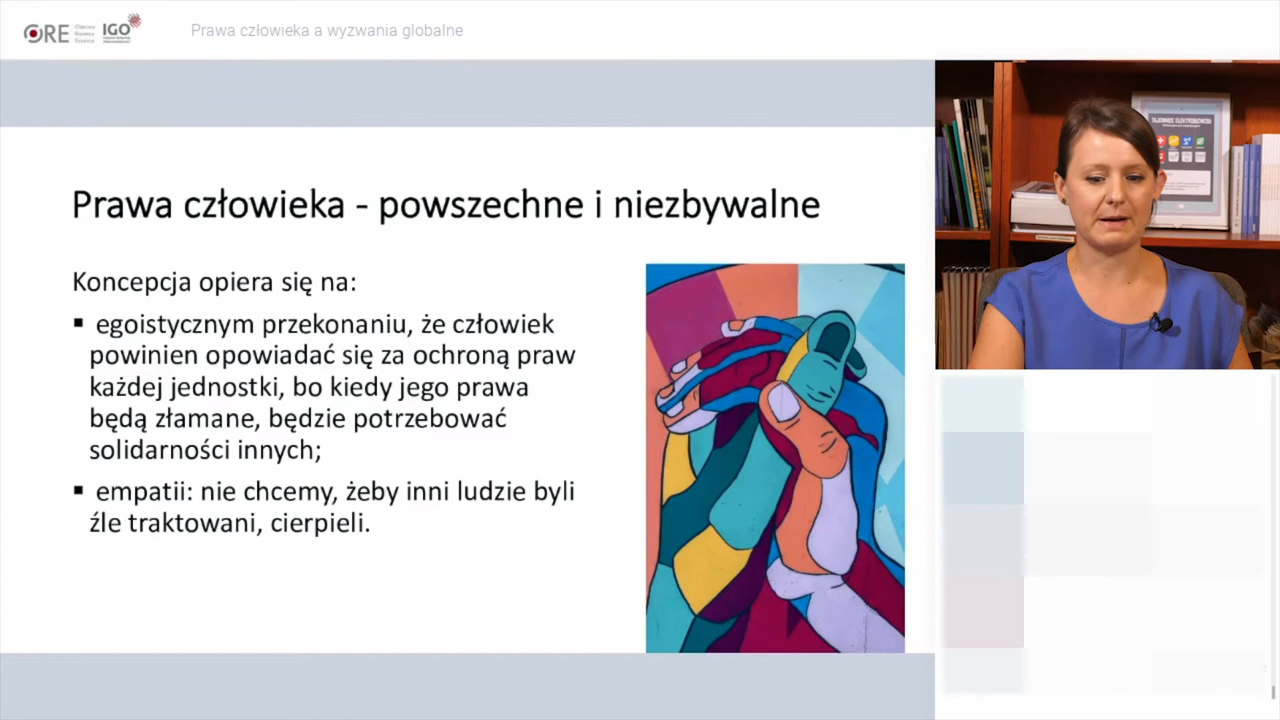 ORE
IGO
Prawa człowieka a wyzwania globalne
Prawa człowieka - powszechne i niezbywalne
Koncepcja opiera się na:
▪ egoistycznym przekonaniu, że człowiek
powinien opowiadać się za ochroną praw
każdej jednostki, bo kiedy jego prawa
będą złamane, będzie potrzebować
solidarności innych;
▪ empatii: nie chcemy, żeby inni ludzie byli
źle traktowani, cierpieli.